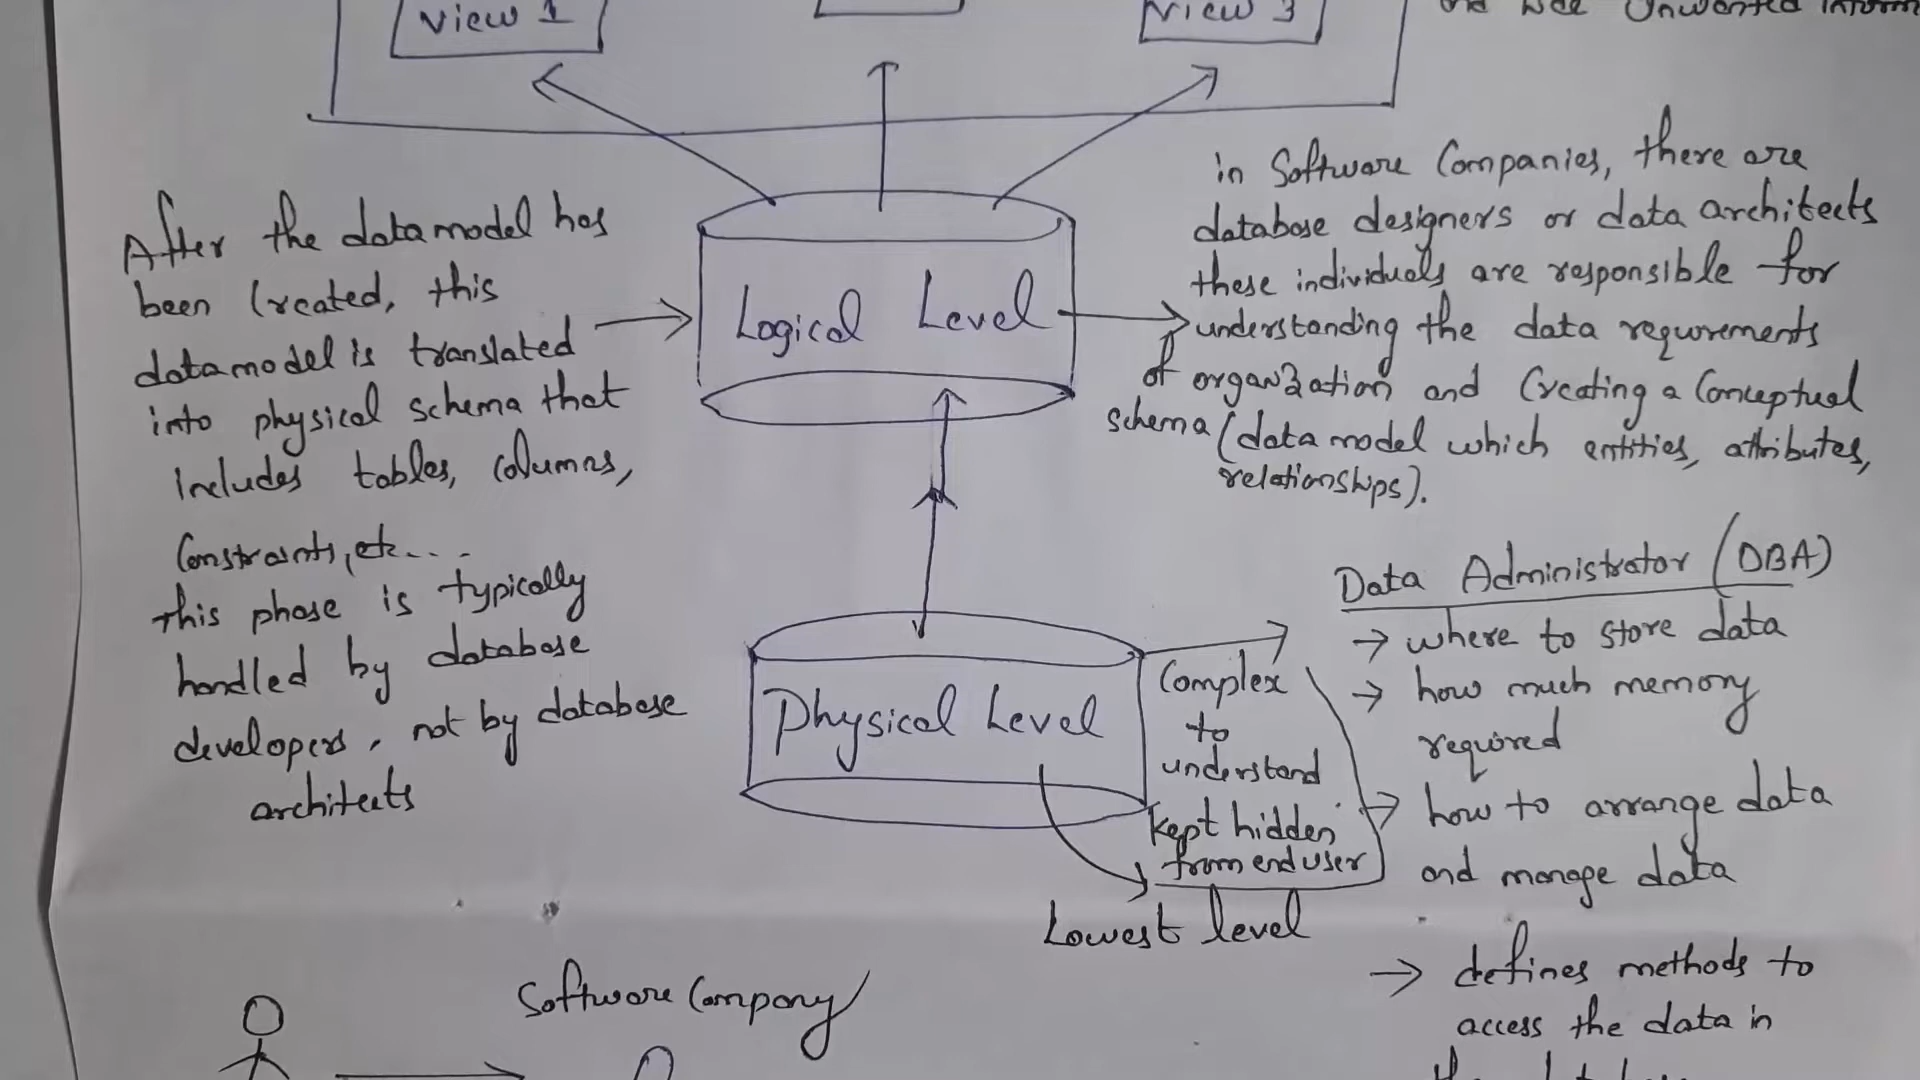 View 1
View 3
Unwanted inform
After the data model has
been Created, this
datamodel is translated
into physical schema that
includes tables, columns,
Constraints, etc...
this phase is typically
handled by database
developers, not by database
architects
Logical Level
in Software Companies, there are
database designers or data architects
these individuals are responsible for
understanding the data requirements
of organization and Creating a Conceptual
schema (data model which entities, attributes,
relationships).
Physical Level
Complex
to
understand
kept hidden
from end user
Lowest level
Data Administrator (DBA)
→ where to store data
→ how much memory
required
→ how to arrange data
and manage data
→ defines methods to
access the data in
Software Company